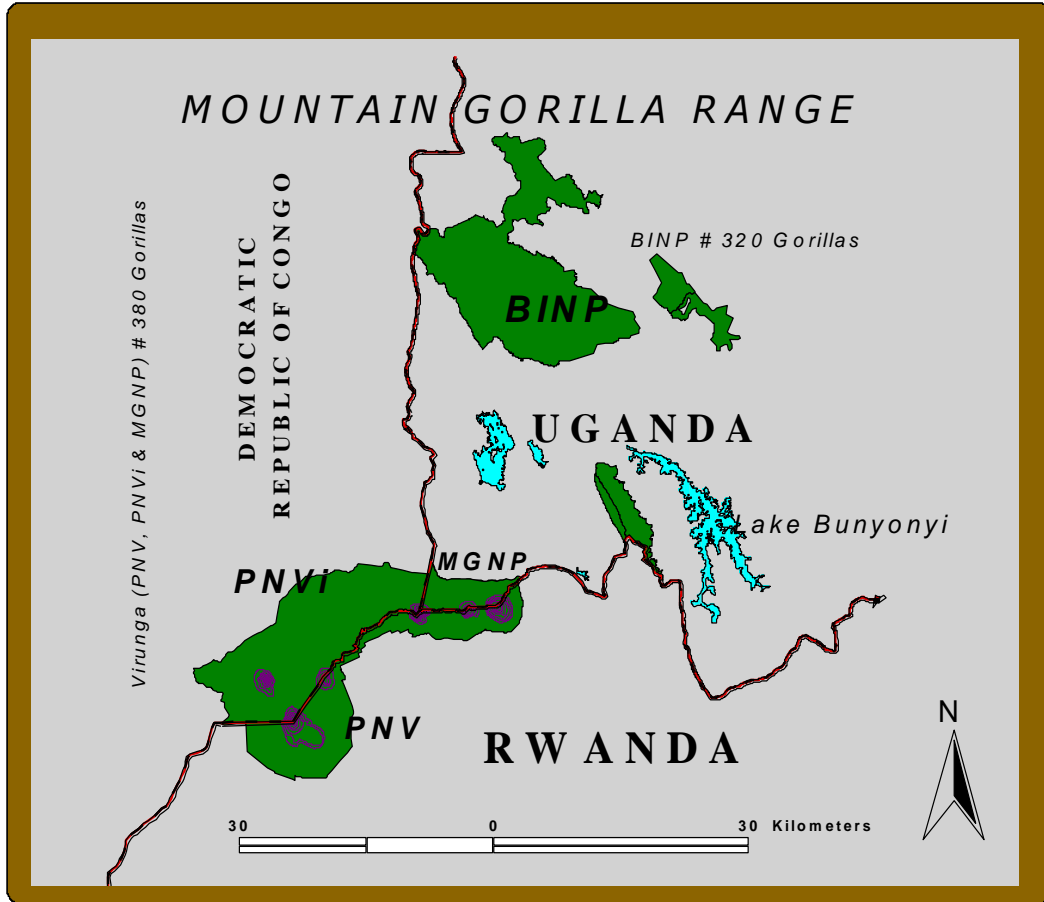 MOUNTAIN GORILLA RANGE
Virunga (PNV, PNVi & MGNP) # 380 Gorillas
DEMOCRATIC
REPUBLIC OF CONGO
BINP # 320 Gorillas
BINP
UGANDA
Lake Bunyonyi
MGNP
PNVi
PNV
RWANDA
N
30 0 30 Kilometers